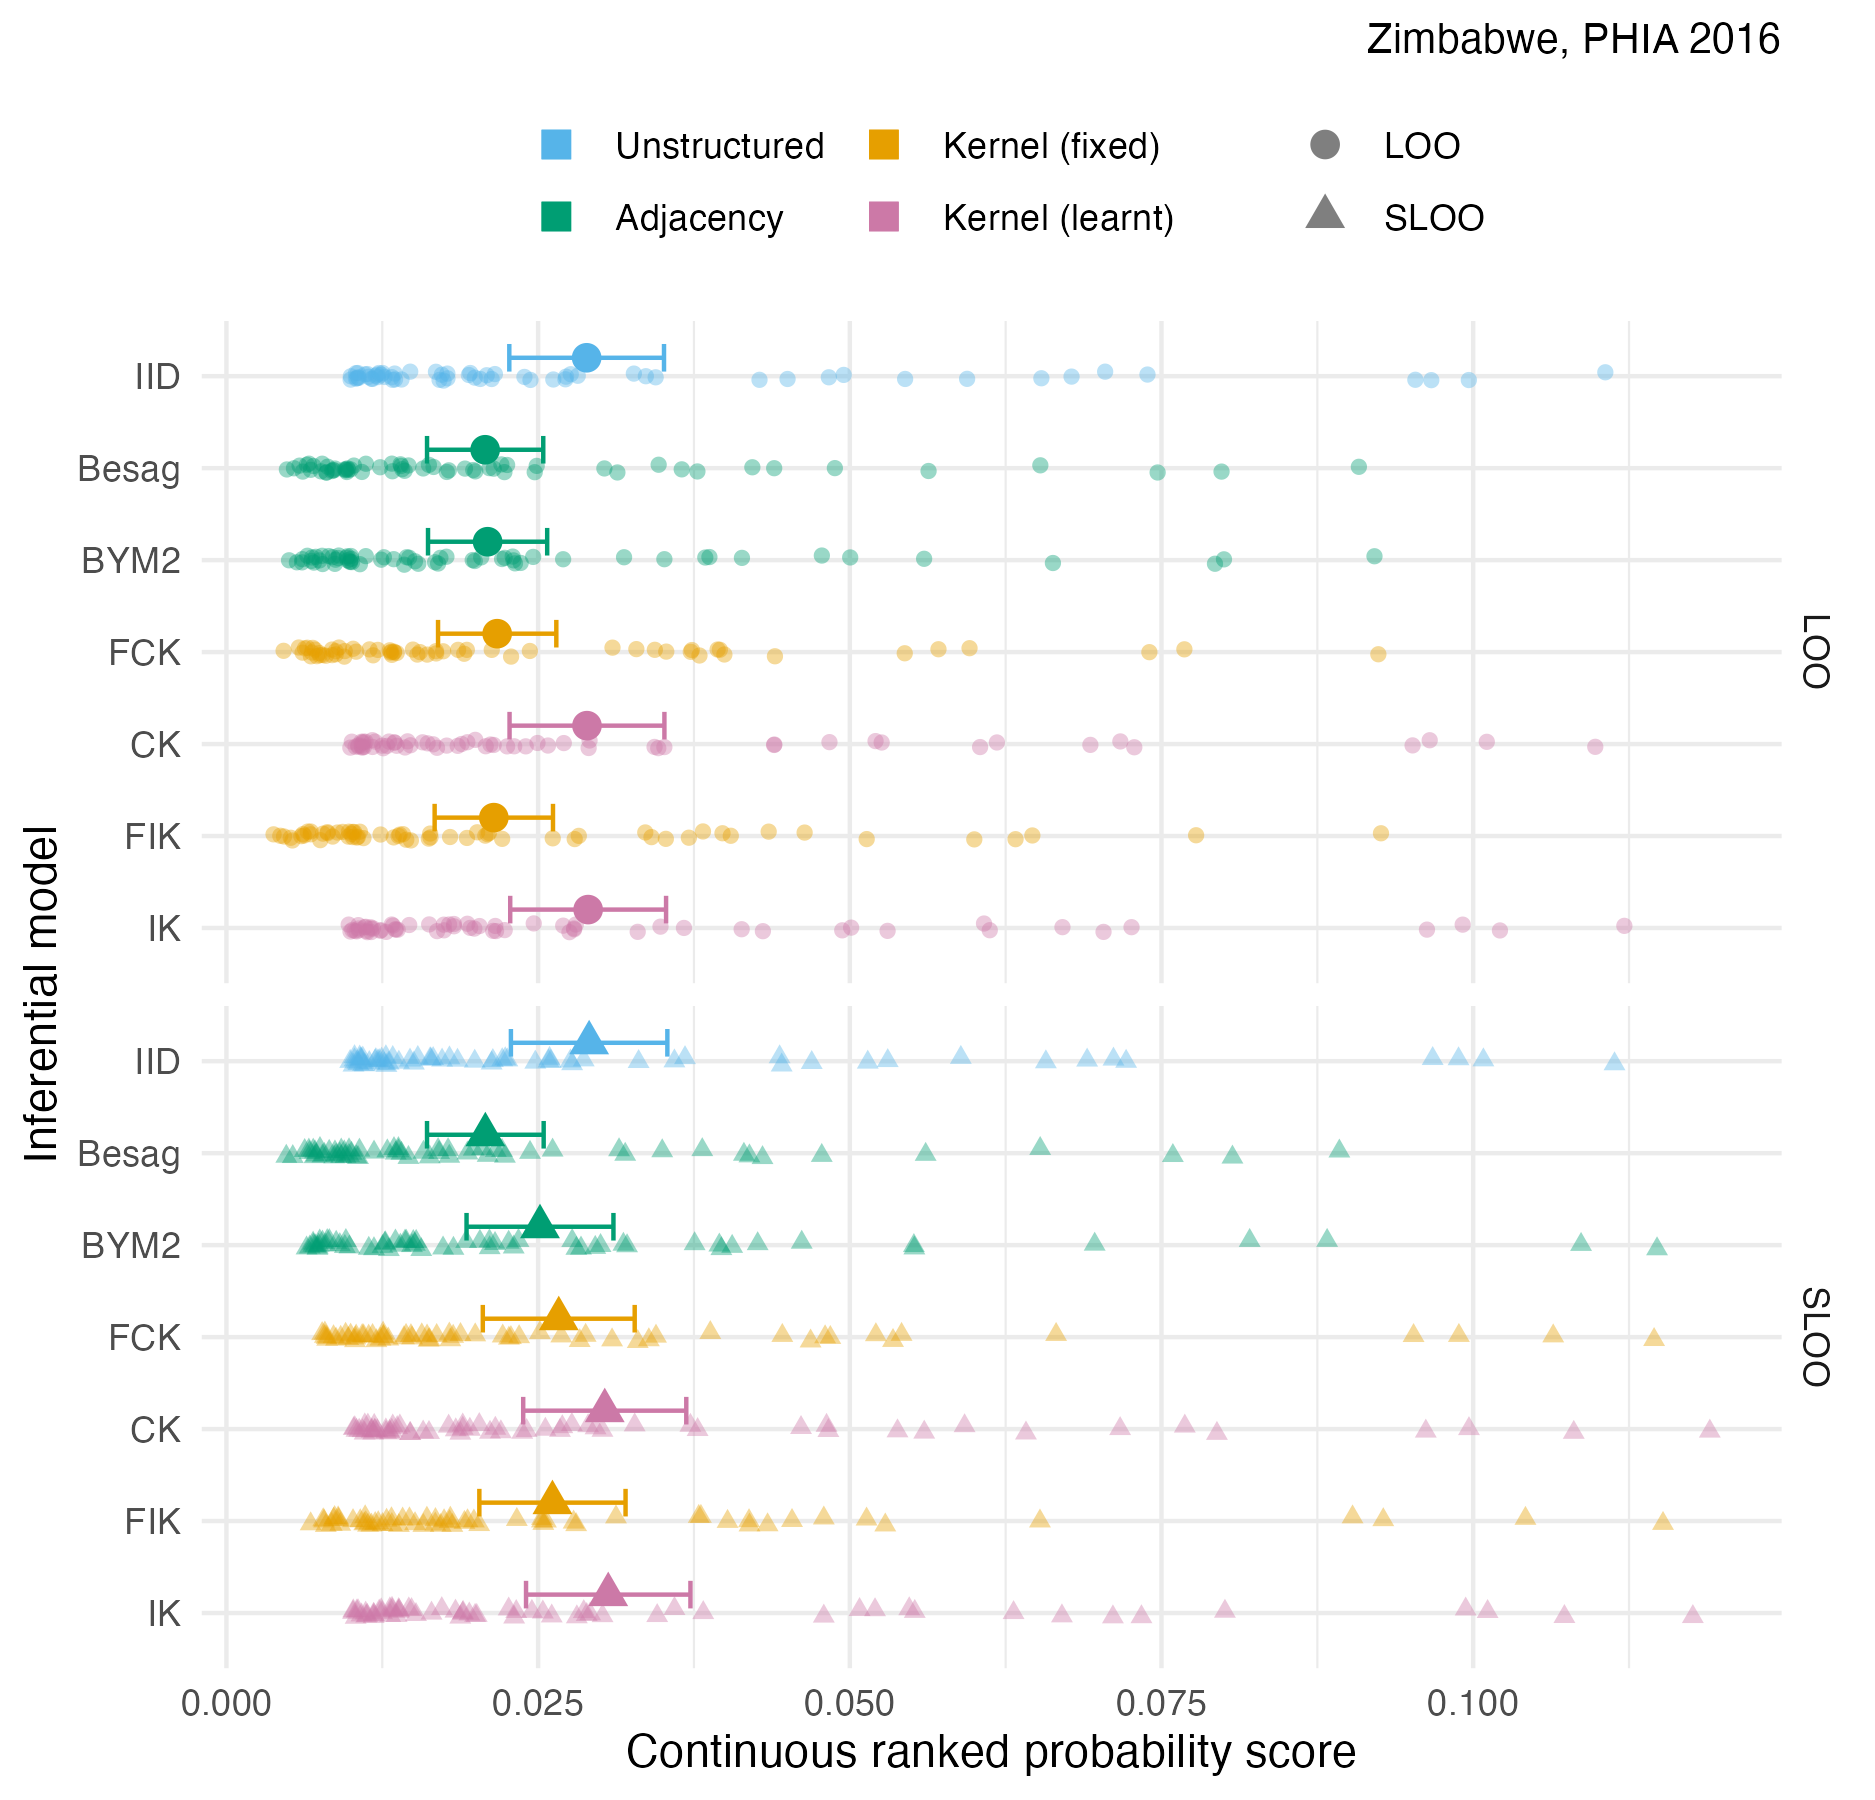 Zimbabwe, PHIA 2016
Unstructured Kernel (fixed) LOO
Adjacency Kernel (learnt) SLOO
IID
Besag
BYM2
FCK
CK
FIK
IK
LOO
Inferential model
IID
Besag
BYM2
FCK
CK
FIK
IK
SLOO
0.000 0.025 0.050 0.075 0.100
Continuous ranked probability score